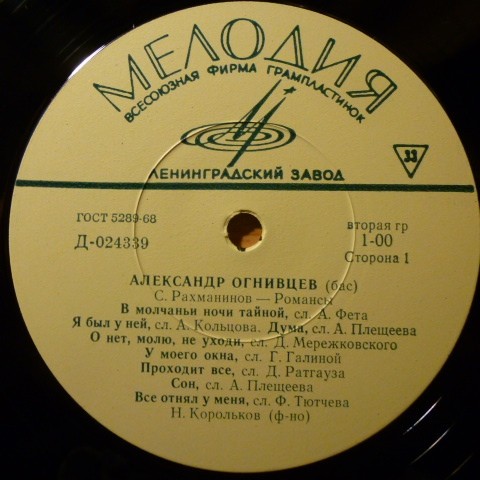 МЕЛОДИЯ
ВСЕСОЮЗНАЯ ФИРМА ГРАМПЛАСТИНОК
ЛЕНИНГРАДСКИЙ ЗАВОД
33
ГОСТ 5289-68
Д-024339
вторая гр
1-00
Сторона 1
АЛЕКСАНДР ОГНИВЦЕВ (бас)
С. Рахманинов — Романсы
В молчаньи ночи тайной, сл. А. Фета
Я был у ней, сл. А. Кольцова. Дума, сл. А. Плещеева
О нет, молю, не уходи, сл. Д. Мережковского
У моего окна, сл. Г. Галиной
Проходит все, сл. Д. Ратгауза
Сон, сл. А. Плещеева
Все отнял у меня, сл. Ф. Тютчева
Н. Корольков (ф-но)